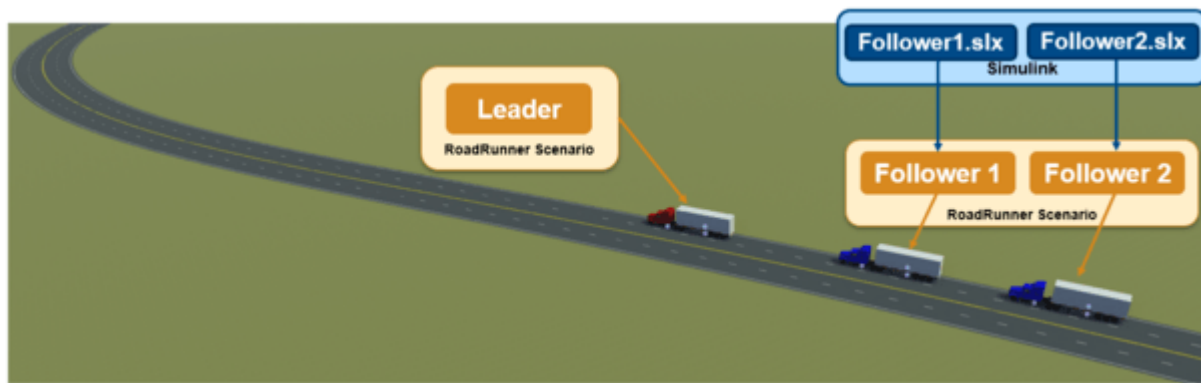 Follower1.slx
Follower2.slx
Simulink
Leader
RoadRunner Scenario
Follower 1
Follower 2
RoadRunner Scenario